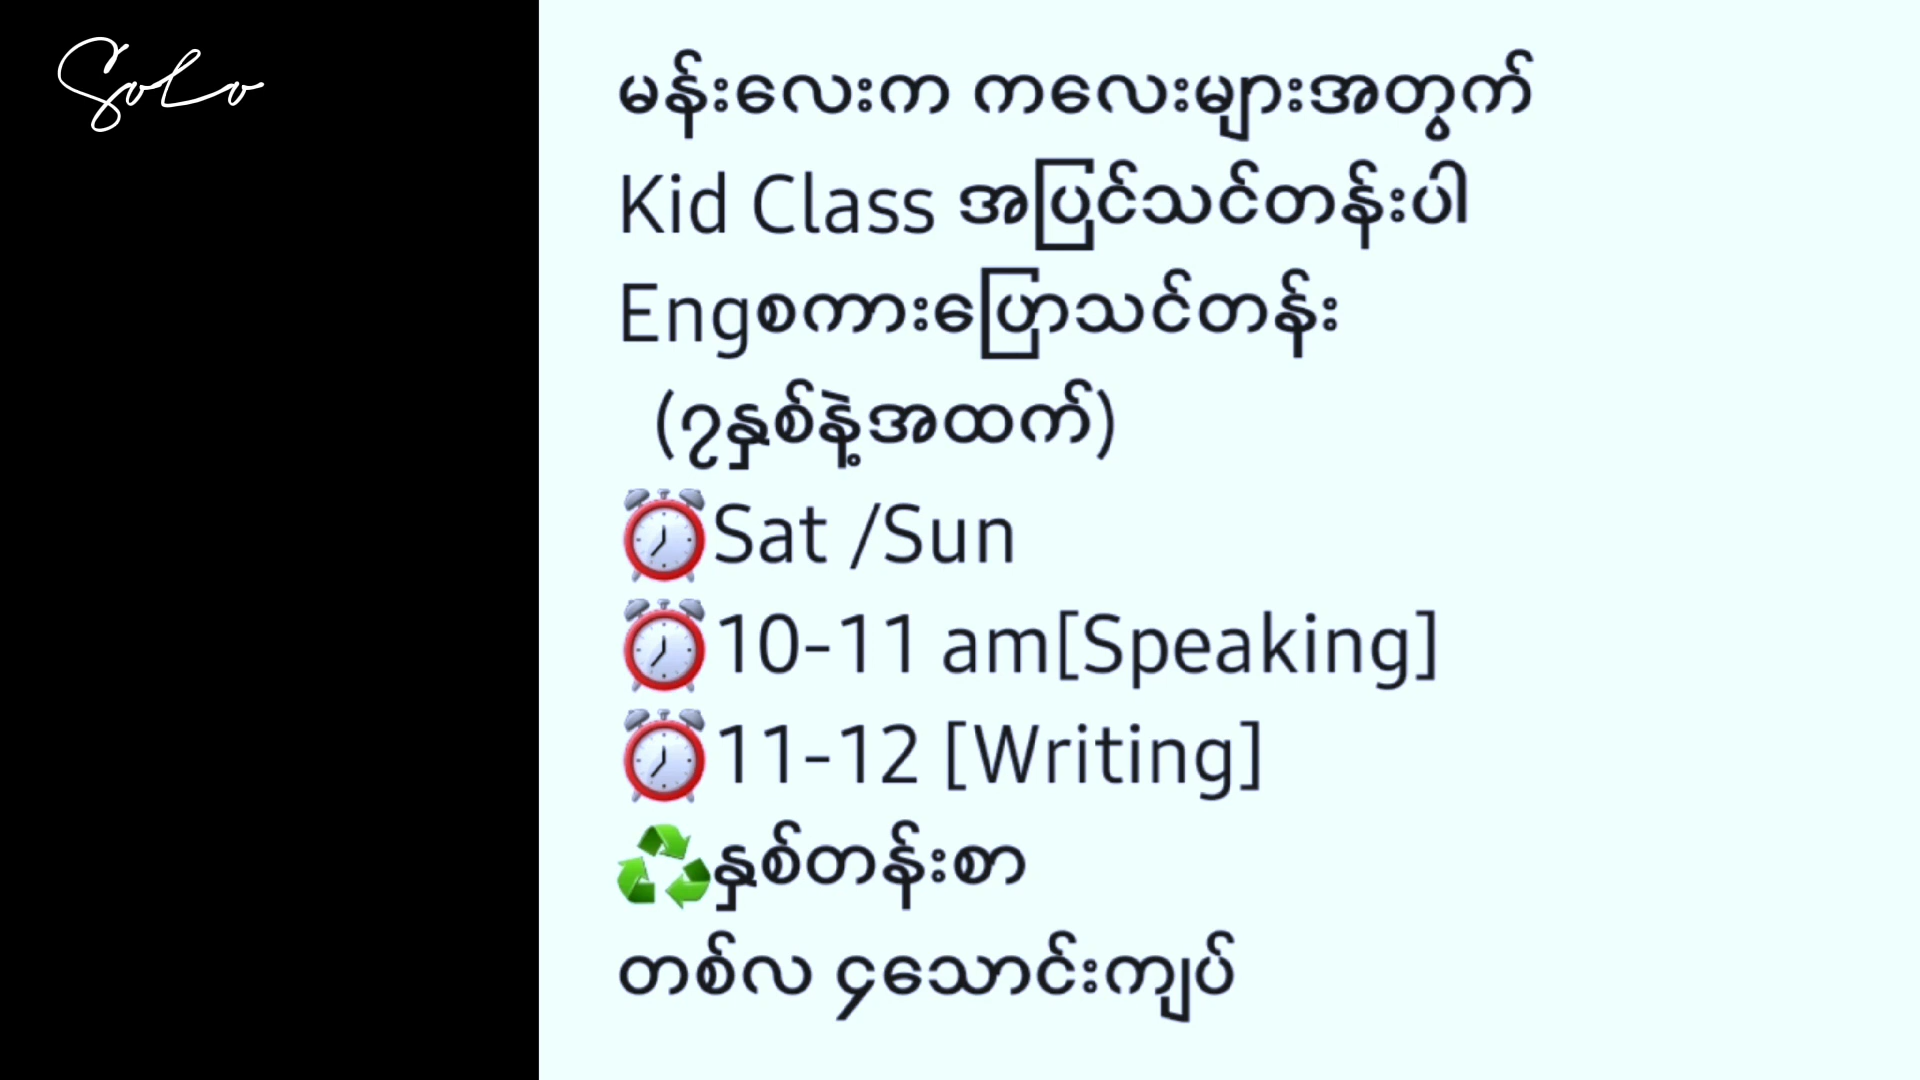 Solo
မန်းလေးက ကလေးများအတွက်
Kid Class အပြင်သင်တန်းပါ
Engစကားပြောသင်တန်း
(၇နှစ်နဲ့အထက်)
⏰Sat /Sun
⏰10-11 am[Speaking]
⏰11-12 [Writing]
♻️နှစ်တန်းစာ
တစ်လ ၄သောင်းကျပ်